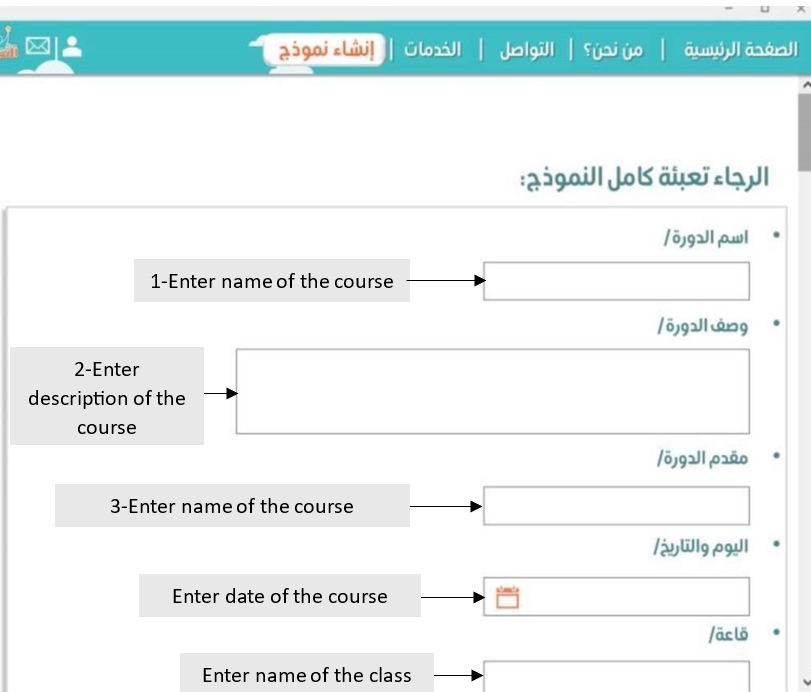 الصفحة الرئيسية | من نحن؟ | التواصل | الخدمات | إنشاء نموذج
الرجاء تعبئة كامل النموذج:
• اسم الدورة/
1-Enter name of the course
• وصف الدورة/
2-Enter
description of the
course
• مقدم الدورة/
3-Enter name of the course
• اليوم والتاريخ/
Enter date of the course
• قاعة/
Enter name of the class